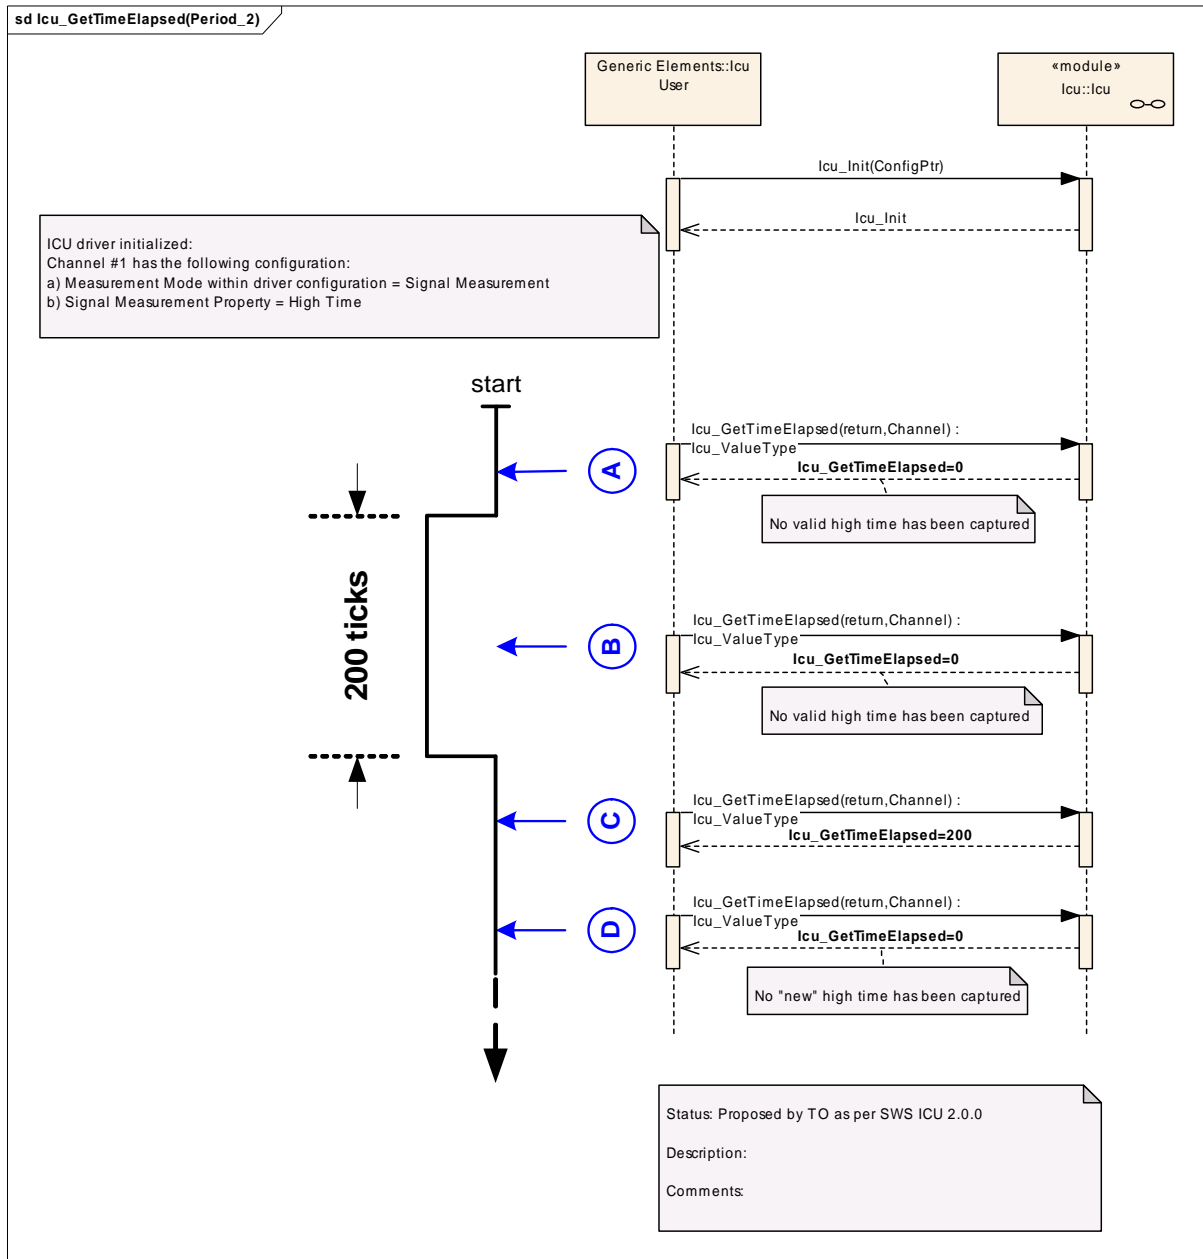 sd Icu_GetTimeElapsed(Period_2)
Generic Elements::Icu
User
«module»
Icu::Icu
Icu_Init(ConfigPtr)
Icu_Init
ICU driver initialized:
Channel #1 has the following configuration:
a) Measurement Mode within driver configuration = Signal Measurement
b) Signal Measurement Property = High Time
start
Icu_GetTimeElapsed(return,Channel) :
Icu_ValueType
A
Icu_GetTimeElapsed=0
No valid high time has been captured
200 ticks
B
Icu_GetTimeElapsed(return,Channel) :
Icu_ValueType
Icu_GetTimeElapsed=0
No valid high time has been captured
C
Icu_GetTimeElapsed(return,Channel) :
Icu_ValueType
Icu_GetTimeElapsed=200
D
Icu_GetTimeElapsed(return,Channel) :
Icu_ValueType
Icu_GetTimeElapsed=0
No "new" high time has been captured
Status: Proposed by TO as per SWS ICU 2.0.0
Description:
Comments: